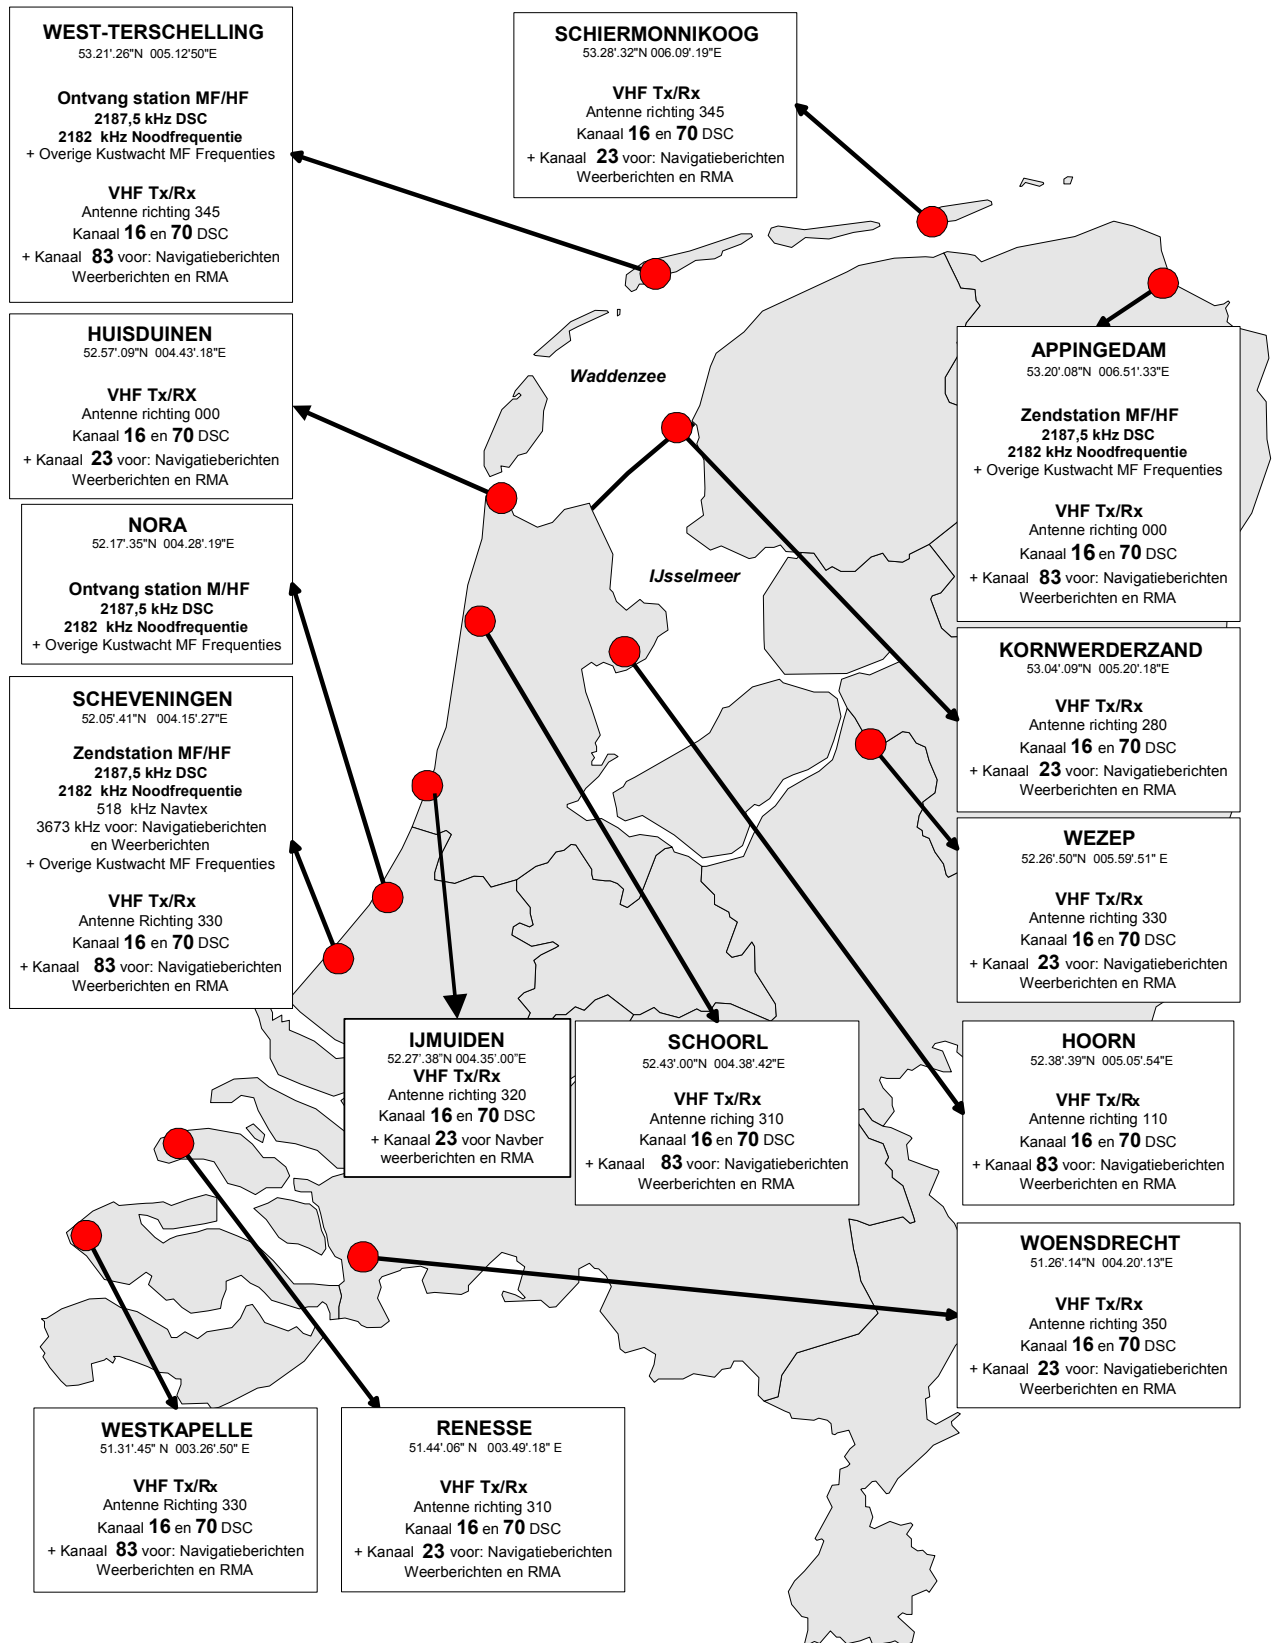 WEST-TERSCHELLING
53.21'.26"N 005.12'50"E
Ontvang station MF/HF
2187,5 kHz DSC
2182 kHz Noodfrequentie
+ Overige Kustwacht MF Frequenties
VHF Tx/Rx
Antenne richting 345
Kanaal 16 en 70 DSC
+ Kanaal 83 voor: Navigatieberichten
Weerberichten en RMA
SCHIERMONNIKOOG
53.28'.32"N 006.09'.19"E
VHF Tx/Rx
Antenne richting 345
Kanaal 16 en 70 DSC
+ Kanaal 23 voor: Navigatieberichten
Weerberichten en RMA
HUISDUINEN
52.57'.09"N 004.43'.18"E
VHF Tx/RX
Antenne richting 000
Kanaal 16 en 70 DSC
+ Kanaal 23 voor: Navigatieberichten
Weerberichten en RMA
Waddenzee
IJsselmeer
APPINGEDAM
53.20'.08"N 006.51'.33"E
Zendstation MF/HF
2187,5 kHz DSC
2182 kHz Noodfrequentie
+ Overige Kustwacht MF Frequenties
VHF Tx/Rx
Antenne richting 000
Kanaal 16 en 70 DSC
+ Kanaal 83 voor: Navigatieberichten
Weerberichten en RMA
NORA
52.17'.35"N 004.28'.19"E
Ontvang station M/HF
2187,5 kHz DSC
2182 kHz Noodfrequentie
+ Overige Kustwacht MF Frequenties
KORNWERDERZAND
53.04'.09"N 005.20'.18"E
VHF Tx/Rx
Antenne richting 280
Kanaal 16 en 70 DSC
+ Kanaal 23 voor: Navigatieberichten
Weerberichten en RMA
SCHEVENINGEN
52.05'.41"N 004.15'.27"E
Zendstation MF/HF
2187,5 kHz DSC
2182 kHz Noodfrequentie
518 kHz Navtex
3673 kHz voor: Navigatieberichten
en Weerberichten
+ Overige Kustwacht MF Frequenties
VHF Tx/Rx
Antenne Richting 330
Kanaal 16 en 70 DSC
+ Kanaal 83 voor: Navigatieberichten
Weerberichten en RMA
WEZEP
52.26'.50"N 005.59'.51" E
VHF Tx/Rx
Antenne richting 330
Kanaal 16 en 70 DSC
+ Kanaal 23 voor: Navigatieberichten
Weerberichten en RMA
IJMUIDEN
52.27'.38"N 004.35'.00"E
VHF Tx/Rx
Antenne richting 320
Kanaal 16 en 70 DSC
+ Kanaal 23 voor Navber
weerberichten en RMA
SCHOORL
52.43'.00"N 004.38'.42"E
VHF Tx/Rx
Antenne riching 310
Kanaal 16 en 70 DSC
+ Kanaal 83 voor: Navigatieberichten
Weerberichten en RMA
HOORN
52.38'.39"N 005.05'.54"E
VHF Tx/Rx
Antenne richting 110
Kanaal 16 en 70 DSC
+ Kanaal 83 voor: Navigatieberichten
Weerberichten en RMA
WOENSDRECHT
51.26'.14"N 004.20'.13"E
VHF Tx/Rx
Antenne richting 350
Kanaal 16 en 70 DSC
+ Kanaal 23 voor: Navigatieberichten
Weerberichten en RMA
WESTKAPELLE
51.31'.45" N 003.26'.50" E
VHF Tx/Rx
Antenne Richting 330
Kanaal 16 en 70 DSC
+ Kanaal 83 voor: Navigatieberichten
Weerberichten en RMA
RENESSE
51.44'.06" N 003.49'.18" E
VHF Tx/Rx
Antenne richting 310
Kanaal 16 en 70 DSC
+ Kanaal 23 voor: Navigatieberichten
Weerberichten en RMA